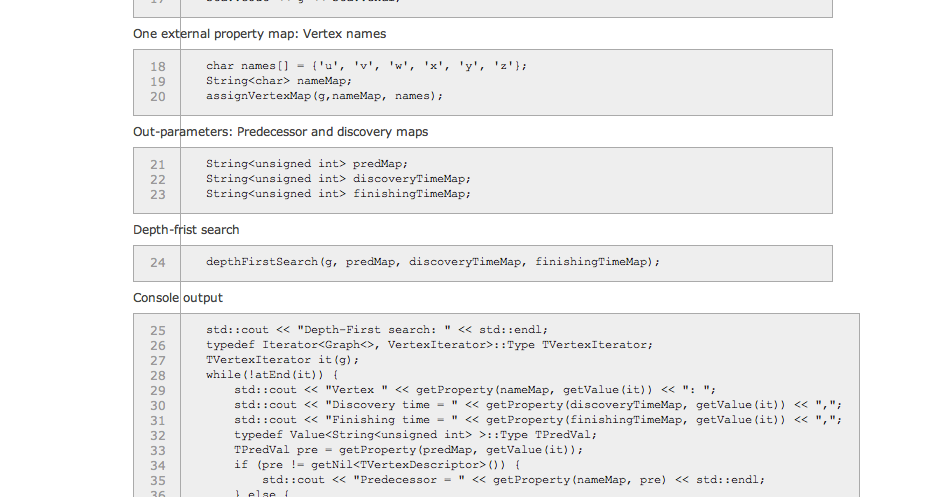 One external property map: Vertex names
18 char names[] = {'u', 'v', 'w', 'x', 'y', 'z'};
19 String<char> nameMap;
20 assignVertexMap(g,nameMap, names);
Out-parameters: Predecessor and discovery maps
21 String<unsigned int> predMap;
22 String<unsigned int> discoveryTimeMap;
23 String<unsigned int> finishingTimeMap;
Depth-frist search
24 depthFirstSearch(g, predMap, discoveryTimeMap, finishingTimeMap);
Console output
25 std::cout << "Depth-First search: " << std::endl;
26 typedef Iterator<Graph<>, VertexIterator>::Type TVertexIterator;
27 TVertexIterator it(g);
28 while(!atEnd(it)) {
29 std::cout << "Vertex " << getProperty(nameMap, getValue(it)) << ": ";
30 std::cout << "Discovery time = " << getProperty(discoveryTimeMap, getValue(it)) << ",";
31 std::cout << "Finishing time = " << getProperty(finishingTimeMap, getValue(it)) << ",";
32 typedef Value<String<unsigned int> >::Type TPredVal;
33 TPredVal pre = getProperty(predMap, getValue(it));
34 if (pre != getNil<TVertexDescriptor>()) {
35 std::cout << "Predecessor = " << getProperty(nameMap, pre) << std::endl;
36 } else {